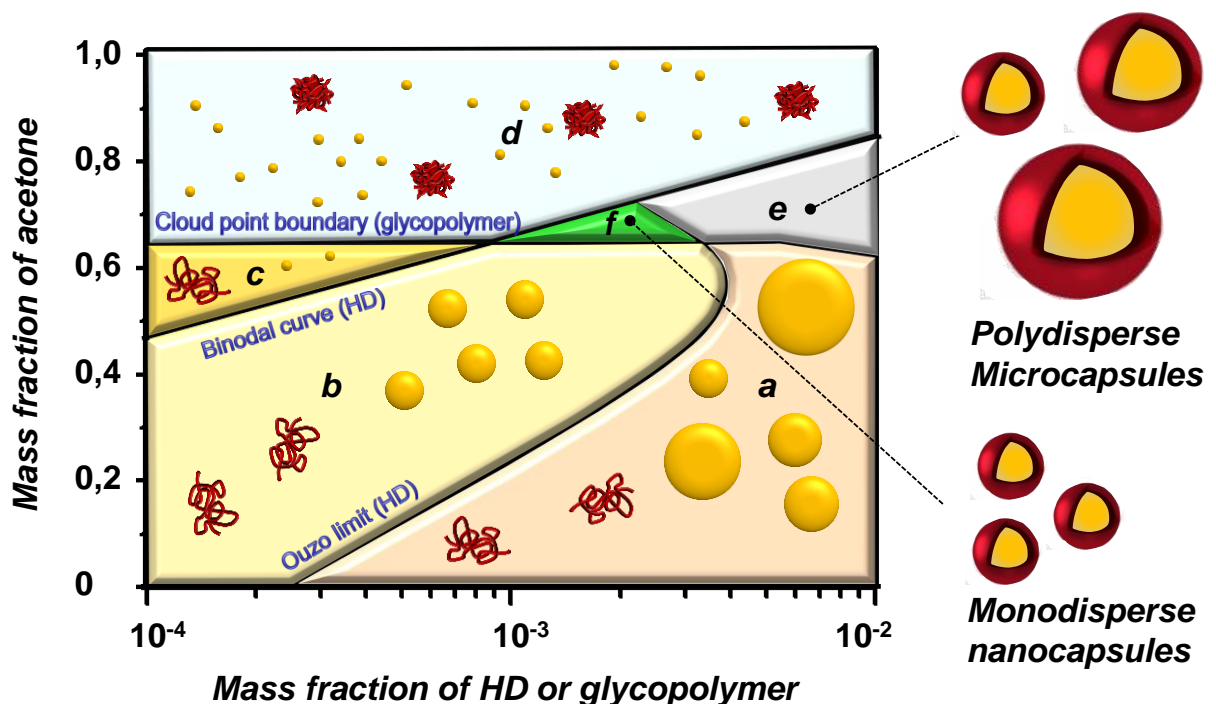 Mass fraction of acetone
1,0
0,8
0,6
0,4
0,2
0
d
Cloud point boundary (glycopolymer)
f
e
c
Binodal curve (HD)
b
a
Ouzo limit (HD)
10-4
10-3
10-2
Mass fraction of HD or glycopolymer
Polydisperse
Microcapsules
Monodisperse
nanocapsules